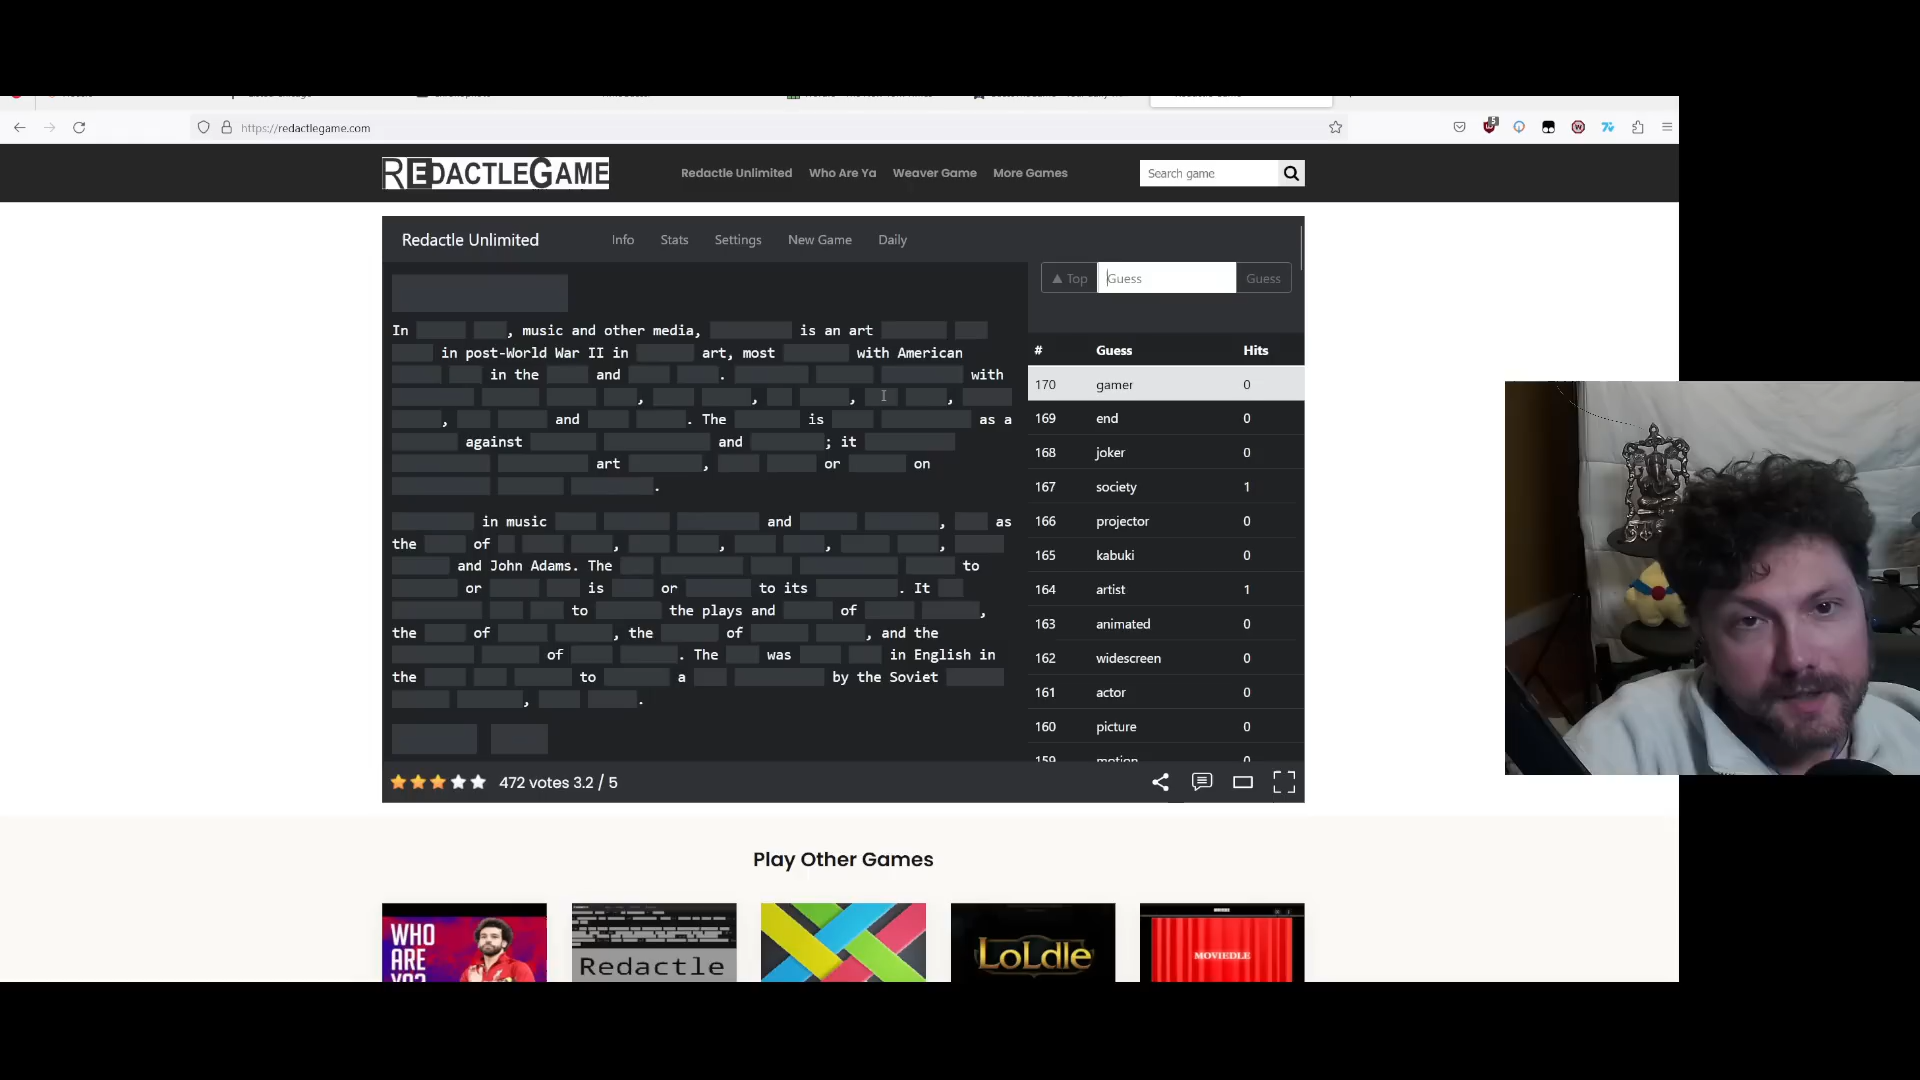 https://redactlegame.com
REDACTLEGAME
Redactle Unlimited Who Are Ya Weaver Game More Games
Search game
Redactle Unlimited
Info Stats Settings New Game Daily
▲ Top Guess Guess
In , music and other media, is an art
in post-World War II in art, most with American
in the and . with
, , , ,
, and . The is as a
against and ; it
art , or on
.
in music and , as
the of , , , ,
and John Adams. The to
or is or to its . It
to the plays and of ,
the of , the of , and the
of . The was in English in
the to a by the Soviet
, .
# Guess Hits
170 gamer 0
169 end 0
168 joker 0
167 society 1
166 projector 0
165 kabuki 0
164 artist 1
163 animated 0
162 widescreen 0
161 actor 0
160 picture 0
159 motion 0
472 votes 3.2 / 5
Play Other Games
WHO
ARE
YA?
Redactle
LoLdle
MOVIEDLE